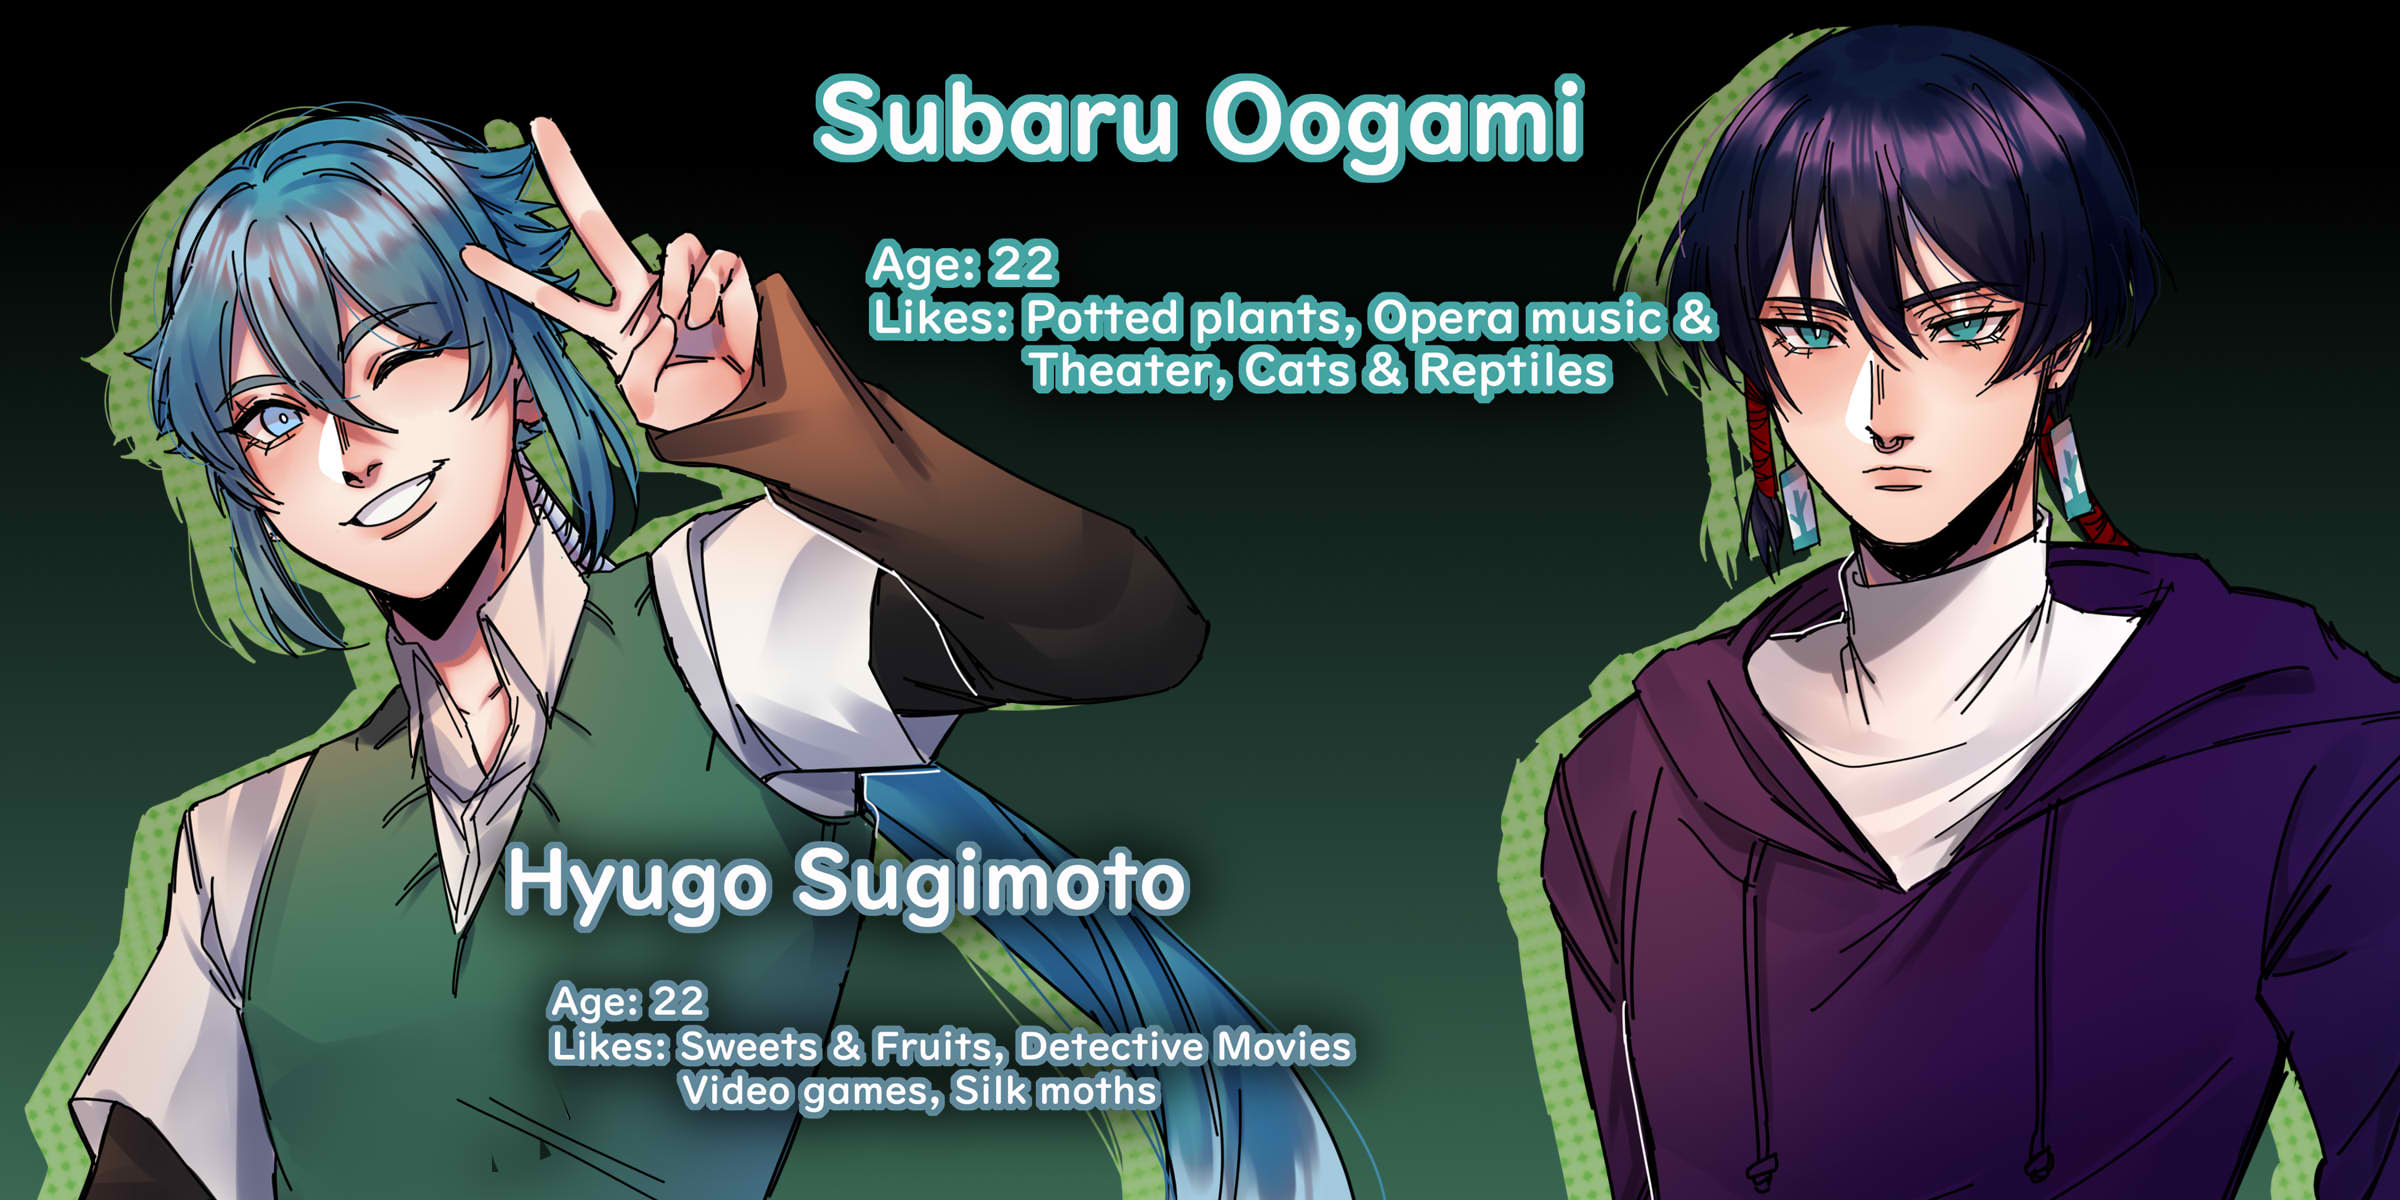 Subaru Oogami
Age: 22
Likes: Potted plants, Opera music &
Theater, Cats & Reptiles
Hyugo Sugimoto
Age: 22
Likes: Sweets & Fruits, Detective Movies
Video games, Silk moths